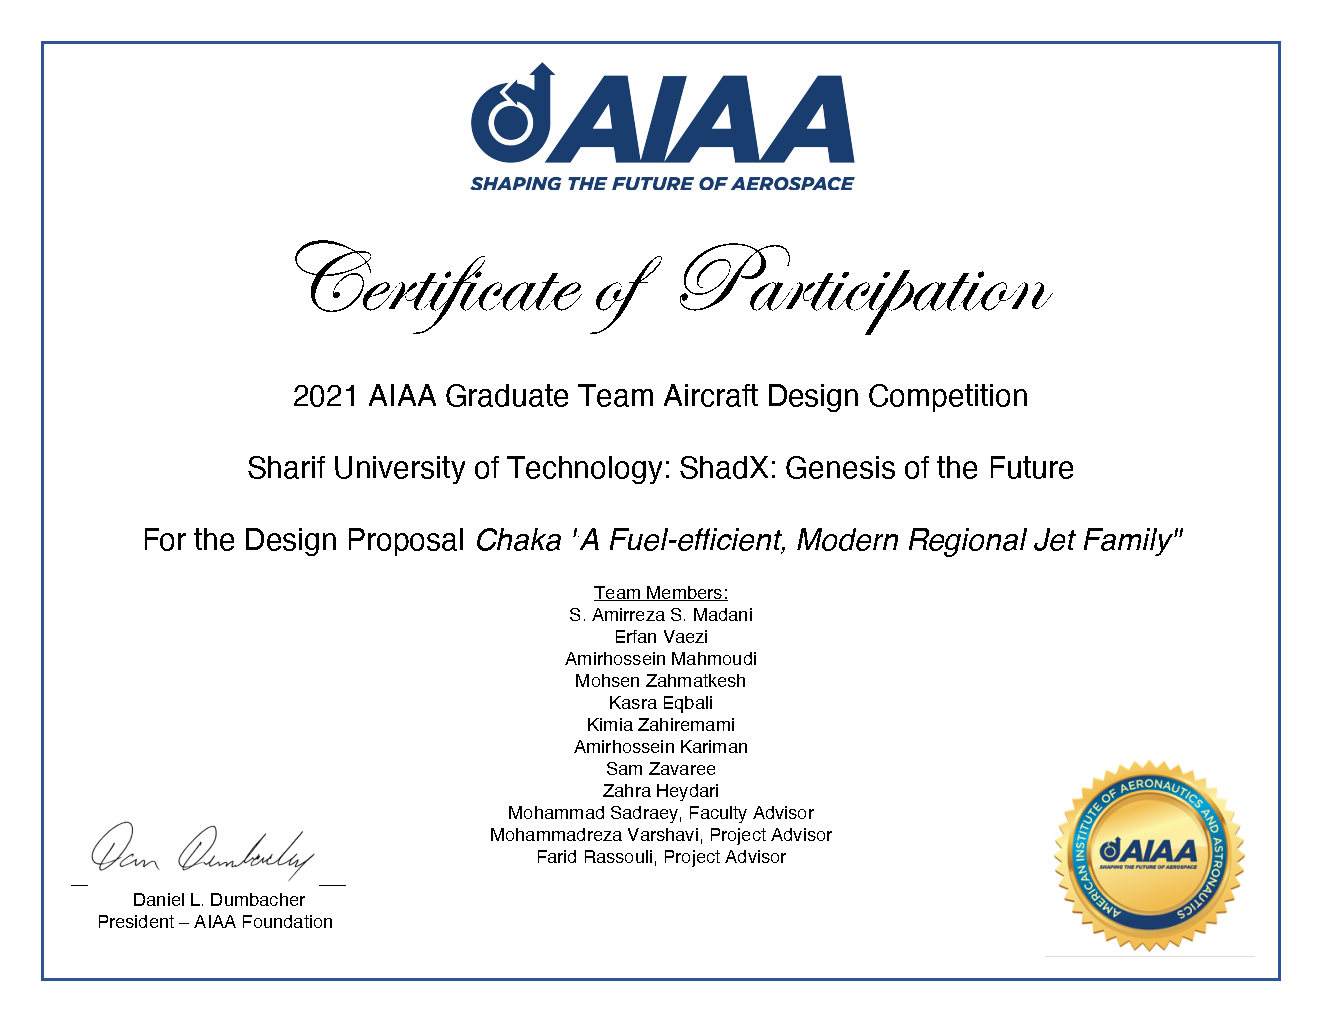 AIAA
SHAPING THE FUTURE OF AEROSPACE
Certificate of Participation
2021 AIAA Graduate Team Aircraft Design Competition
Sharif University of Technology: ShadX: Genesis of the Future
For the Design Proposal Chaka 'A Fuel-efficient, Modern Regional Jet Family"
Team Members:
S. Amirreza S. Madani
Erfan Vaezi
Amirhossein Mahmoudi
Mohsen Zahmatkesh
Kasra Eqbali
Kimia Zahiremami
Amirhossein Kariman
Sam Zavaree
Zahra Heydari
Mohammad Sadraey, Faculty Advisor
Mohammadreza Varshavi, Project Advisor
Farid Rassouli, Project Advisor
Dan Dumbacher
Daniel L. Dumbacher
President – AIAA Foundation
AMERICAN INSTITUTE OF AERONAUTICS AND ASTRONAUTICS
AIAA
SHAPING THE FUTURE OF AEROSPACE